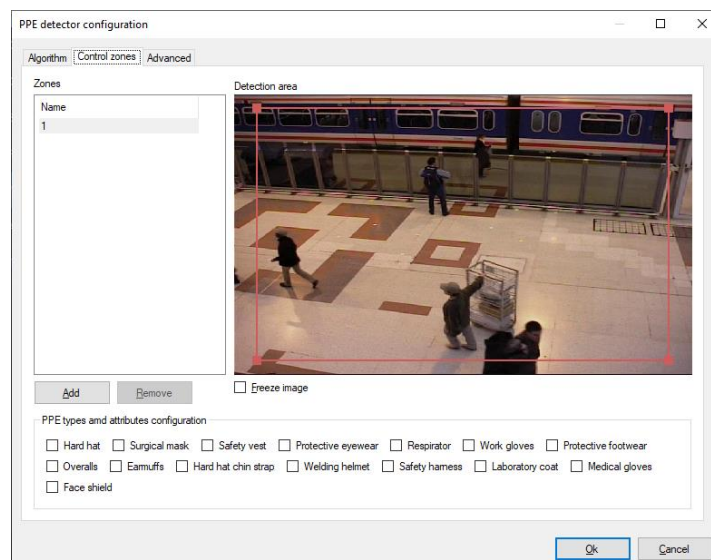 PPE detector configuration
Algorithm Control zones Advanced
Zones
Detection area
Name
1
Add Remove
Freeze image
PPE types amd attributes configuration
Hard hat Surgical mask Safety vest Protective eyewear Respirator Work gloves Protective footwear
Overalls Earmuffs Hard hat chin strap Welding helmet Safety harness Laboratory coat Medical gloves
Face shield
Ok Cancel